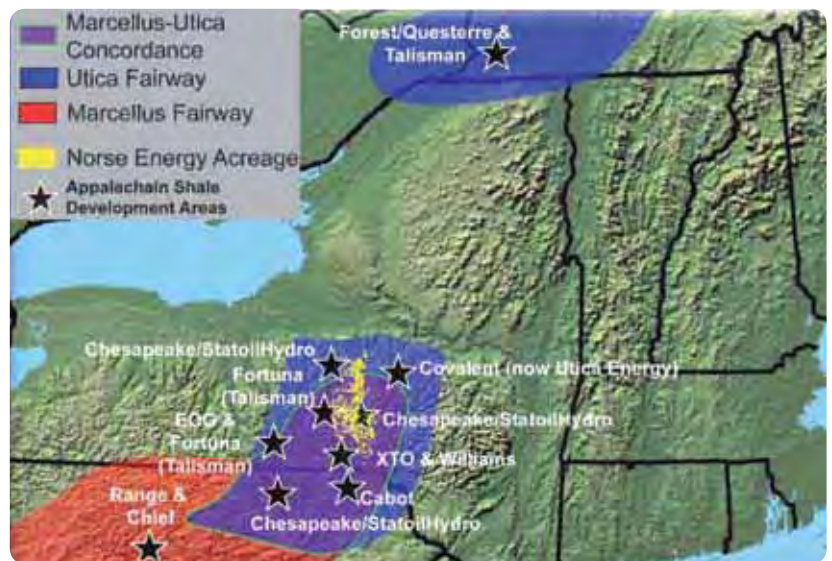 Marcellus-Utica
Concordance
Utica Fairway
Marcellus Fairway
Norse Energy Acreage
Appalachain Shale
Development Areas
Forest/Questerre &
Talisman
Chesapeake/StatoilHydro
Fortuna
(Talisman)
Covalent (now Utica Energy)
EOG &
Fortuna
(Talisman)
Chesapeake/StatoilHydro
XTO & Williams
Range &
Chief
Cabot
Chesapeake/StatoilHydro